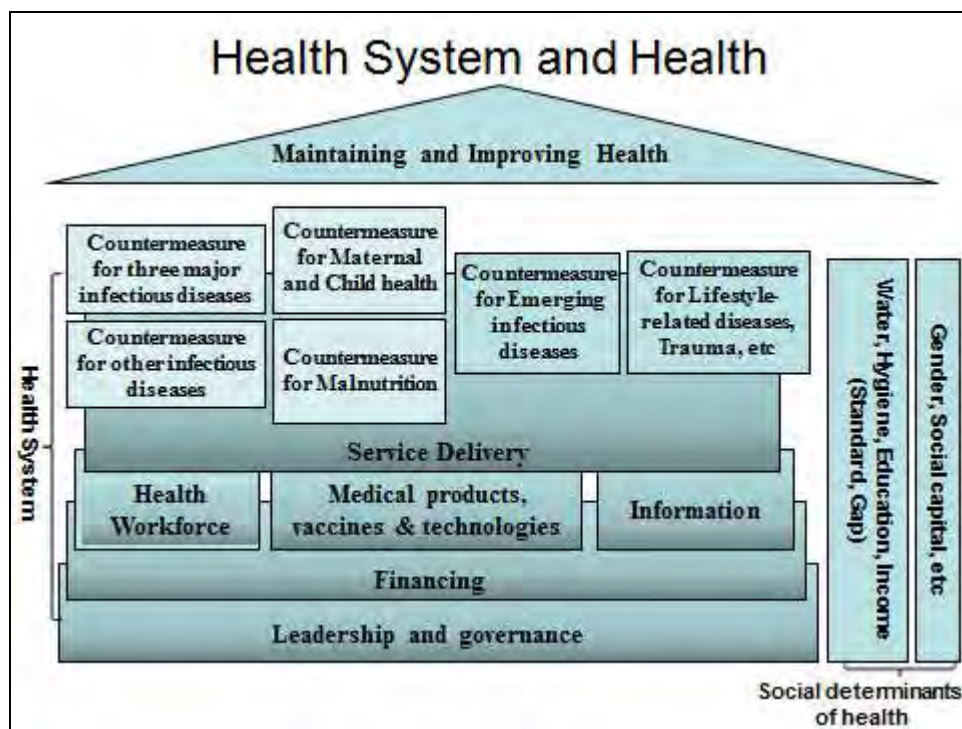 Health System and Health
Maintaining and Improving Health
Countermeasure
for three major
infectious diseases
Countermeasure
for Maternal
and Child health
Countermeasure
for Emerging
infectious
diseases
Countermeasure
for Lifestyle-
related diseases,
Trauma, etc
Countermeasure
for other infectious
diseases
Countermeasure
for Malnutrition
Service Delivery
Health
Workforce
Medical products,
vaccines & technologies
Information
Financing
Leadership and governance
Health System
Water, Hygiene, Education, Income
(Standard, Gap)
Gender, Social capital, etc
Social determinants
of health